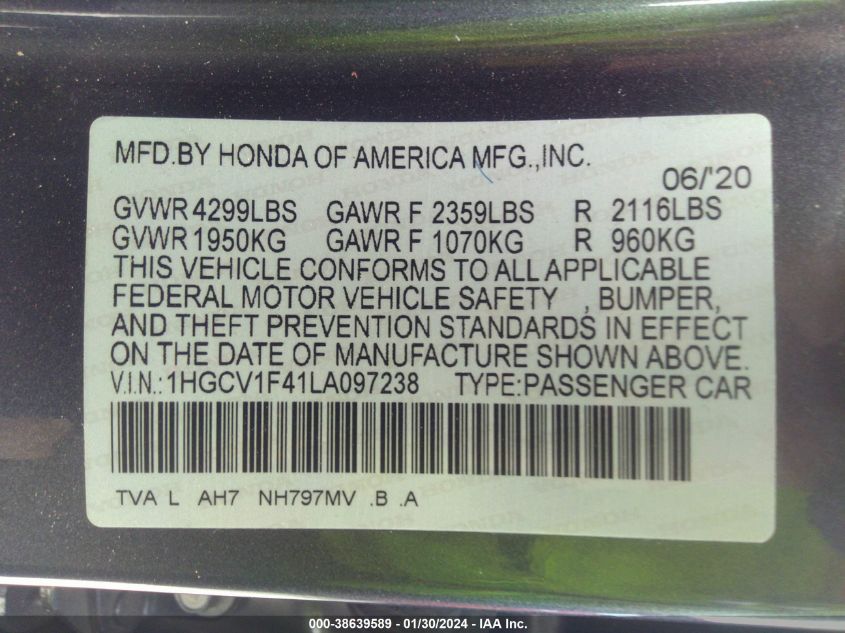 MFD.BY HONDA OF AMERICA MFG.,INC.
06/'20
GVWR 4299LBS GAWR F 2359LBS R 2116LBS
GVWR 1950KG GAWR F 1070KG R 960KG
THIS VEHICLE CONFORMS TO ALL APPLICABLE
FEDERAL MOTOR VEHICLE SAFETY , BUMPER,
AND THEFT PREVENTION STANDARDS IN EFFECT
ON THE DATE OF MANUFACTURE SHOWN ABOVE.
V.I.N.:1HGCV1F41LA097238 TYPE:PASSENGER CAR
TVA L AH7 NH797MV .B .A
000-38639589 - 01/30/2024 - IAA Inc.